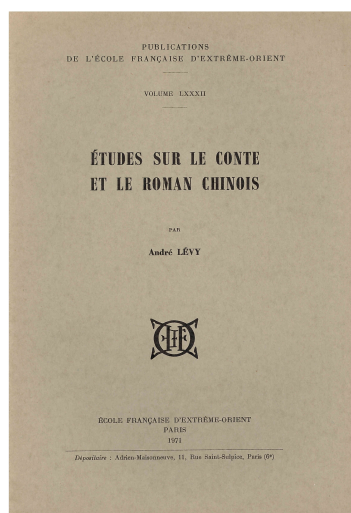 PUBLICATIONS
DE L'ÉCOLE FRANÇAISE D'EXTRÊME-ORIENT
VOLUME LXXXII
ÉTUDES SUR LE CONTE
ET LE ROMAN CHINOIS
PAR
André LÉVY
ÉCOLE FRANÇAISE D'EXTRÊME-ORIENT
PARIS
1971
Dépositaire : Adrien-Maisonneuve, 11, Rue Saint-Sulpice, Paris (6e)